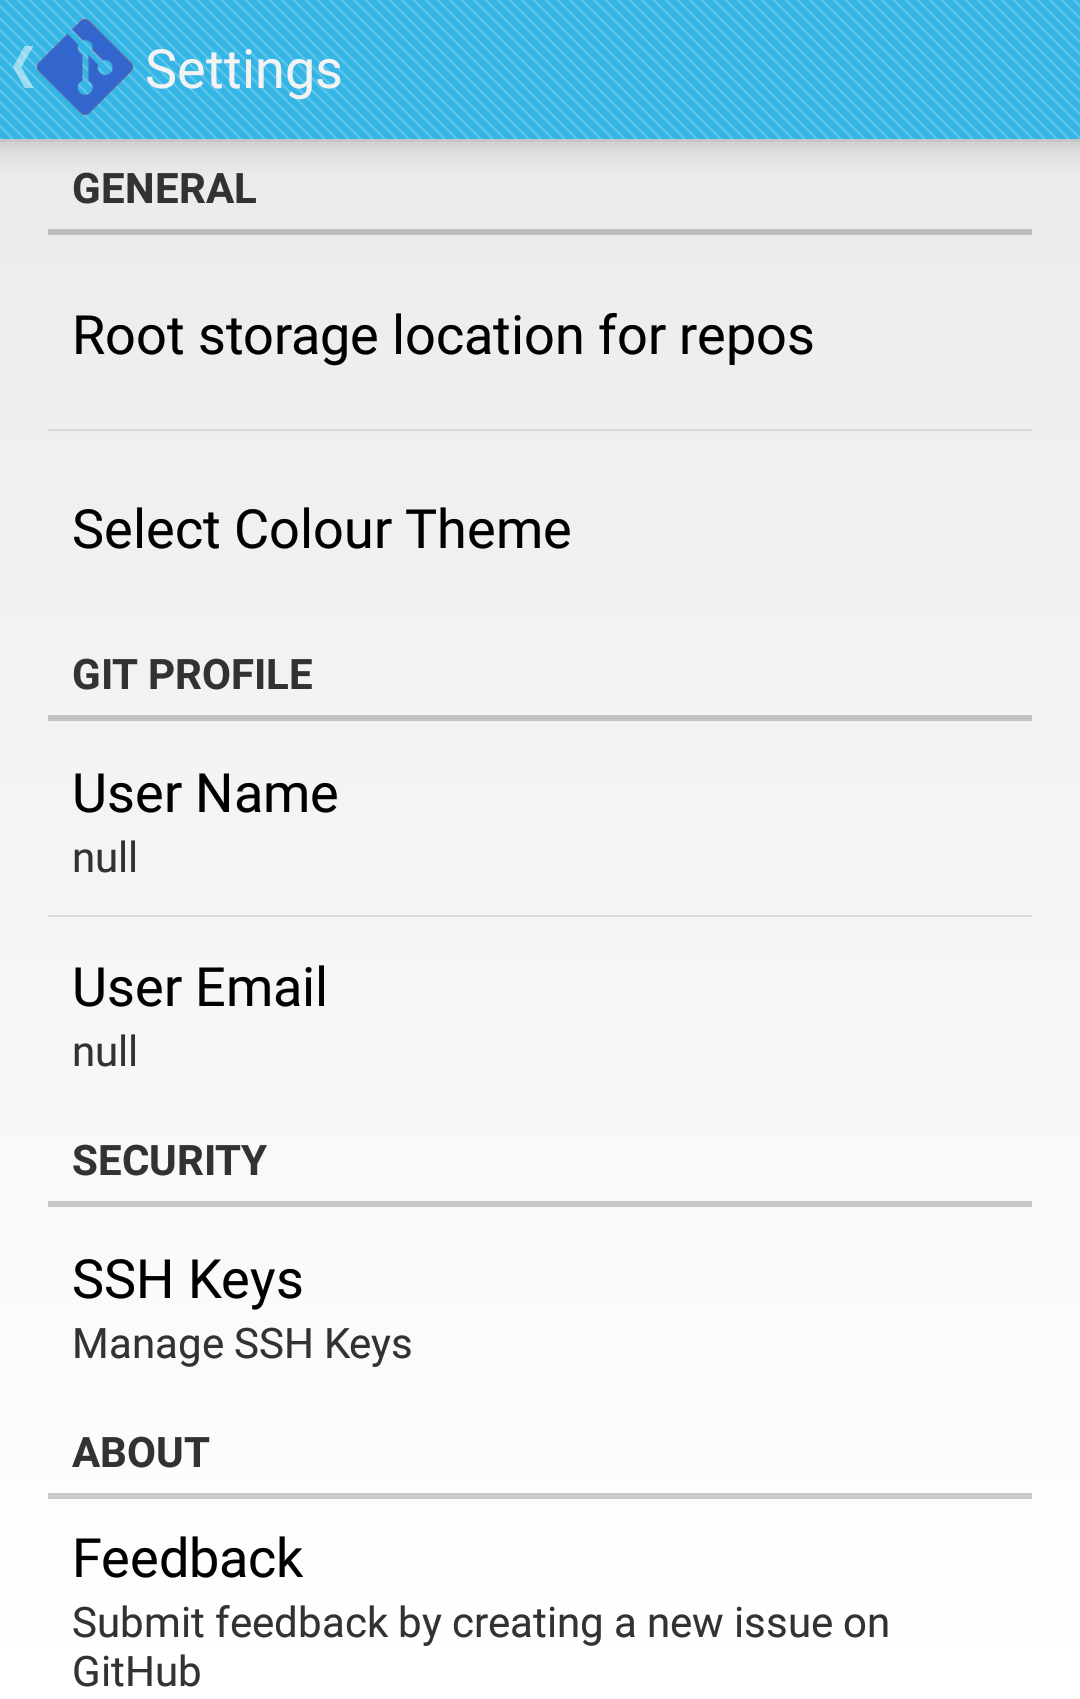 Settings
GENERAL
Root storage location for repos
Select Colour Theme
GIT PROFILE
User Name
null
User Email
null
SECURITY
SSH Keys
Manage SSH Keys
ABOUT
Feedback
Submit feedback by creating a new issue on
GitHub